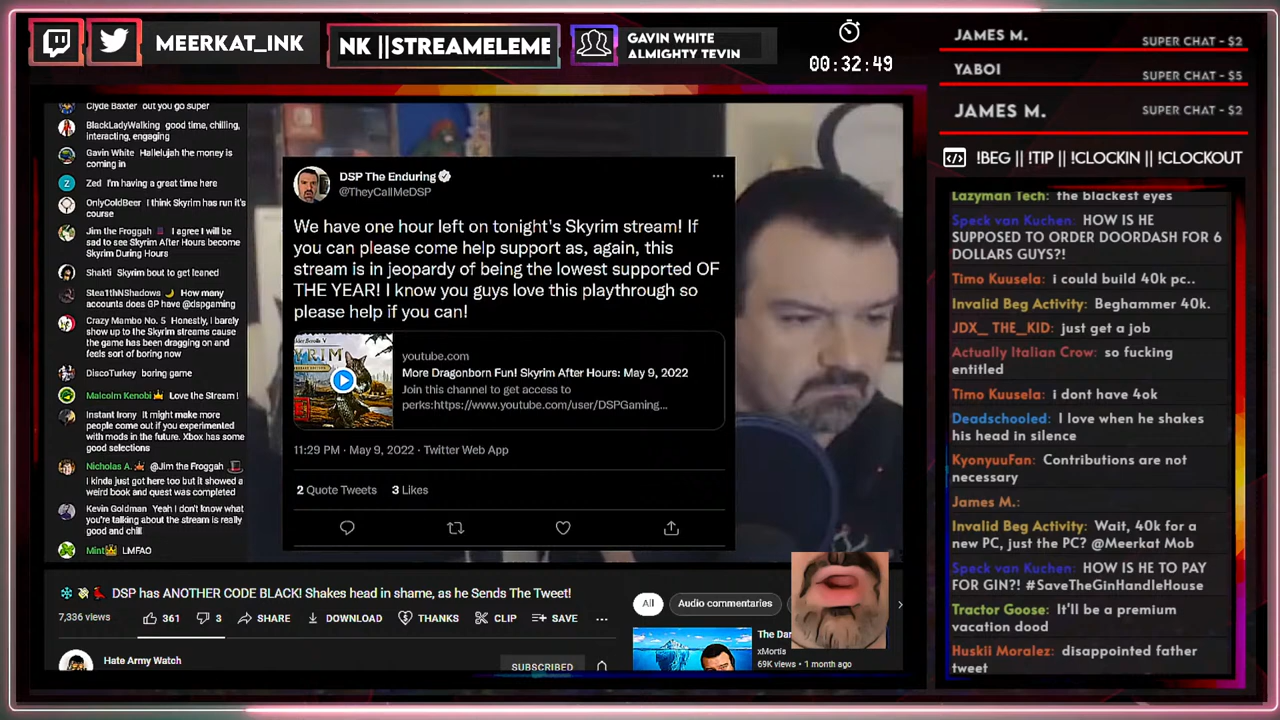 MEERKAT_INK
NK ||STREAMELEME
GAVIN WHITE
ALMIGHTY TEVIN
00:32:49
JAMES M. SUPER CHAT - $2
YABOI SUPER CHAT - $5
JAMES M. SUPER CHAT - $2
!BEG || !TIP || !CLOCKIN || !CLOCKOUT
Clyde Baxter out you go super
BlackLadyWalking good time, chilling,
interacting, engaging
Gavin White Hallelujah the money is
coming in
Z
Zed I'm having a great time here
OnlyColdBeer I think Skyrim has run it's
course
Jim the Froggah I agree I will be
sad to see Skyrim After Hours become
Skyrim During Hours
Shakti Skyrim bout to get leaned
Stea1thNShadows How many
accounts does GP have @dspgaming
Crazy Mambo No. 5 Honestly, I barely
show up to the Skyrim streams cause
the game has been dragging on and
feels sort of boring now
DiscoTurkey boring game
Malcolm Kenobi Love the Stream !
Instant Irony It might make more
people come out if you experimented
with mods in the future. Xbox has some
good selections
Nicholas A. @Jim the Froggah
I kinda just got here too but it showed a
weird book and quest was completed
Kevin Goldman Yeah I don't know what
you're talking about the stream is really
good and chill
Mint LMFAO
DSP The Enduring
@TheyCallMeDSP
We have one hour left on tonight's Skyrim stream! If
you can please come help support as, again, this
stream is in jeopardy of being the lowest supported OF
THE YEAR! I know you guys love this playthrough so
please help if you can!
youtube.com
More Dragonborn Fun! Skyrim After Hours: May 9, 2022
Join this channel to get access to
perks:https://www.youtube.com/user/DSPGaming...
11:29 PM · May 9, 2022 · Twitter Web App
2 Quote Tweets 3 Likes
DSP has ANOTHER CODE BLACK! Shakes head in shame, as he Sends The Tweet!
7,336 views
361
3
SHARE
DOWNLOAD
THANKS
CLIP
SAVE
Hate Army Watch
SUBSCRIBED
All
Audio commentaries
The Dar
xMortis
69K views • 1 month ago
Lazyman Tech: the blackest eyes
Speck van Kuchen: HOW IS HE
SUPPOSED TO ORDER DOORDASH FOR 6
DOLLARS GUYS?!
Timo Kuusela: i could build 40k pc..
Invalid Beg Activity: Beghammer 40k.
JDX_ THE_KID: just get a job
Actually Italian Crow: so fucking
entitled
Timo Kuusela: i dont have 4ok
Deadschooled: I love when he shakes
his head in silence
KyonyuuFan: Contributions are not
necessary
James M.:
Invalid Beg Activity: Wait, 40k for a
new PC, just the PC? @Meerkat Mob
Speck van Kuchen: HOW IS HE TO PAY
FOR GIN?! #SaveTheGinHandleHouse
Tractor Goose: It'll be a premium
vacation dood
Huskii Moralez: disappointed father
tweet